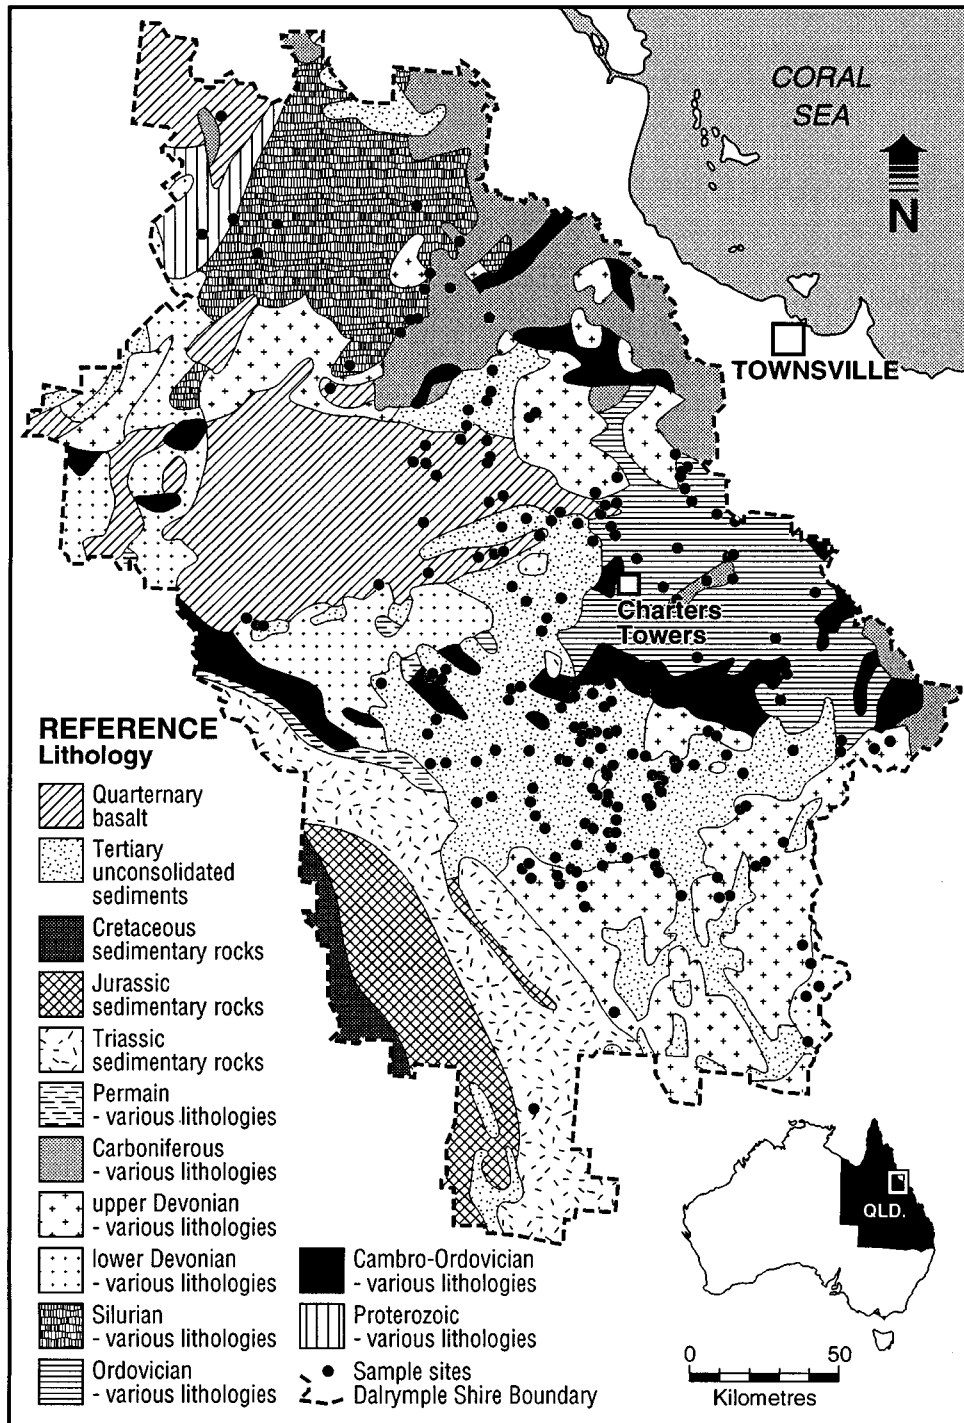 CORAL
SEA
N
TOWNSVILLE
Charters
Towers
REFERENCE
Lithology
Quarternary
basalt
Tertiary
unconsolidated
sediments
Cretaceous
sedimentary rocks
Jurassic
sedimentary rocks
Triassic
sedimentary rocks
Permain
- various lithologies
Carboniferous
- various lithologies
upper Devonian
- various lithologies
lower Devonian
- various lithologies
Silurian
- various lithologies
Ordovician
- various lithologies
Cambro-Ordovician
- various lithologies
Proterozoic
- various lithologies
Sample sites
Dalrymple Shire Boundary
QLD.
0 50
Kilometres